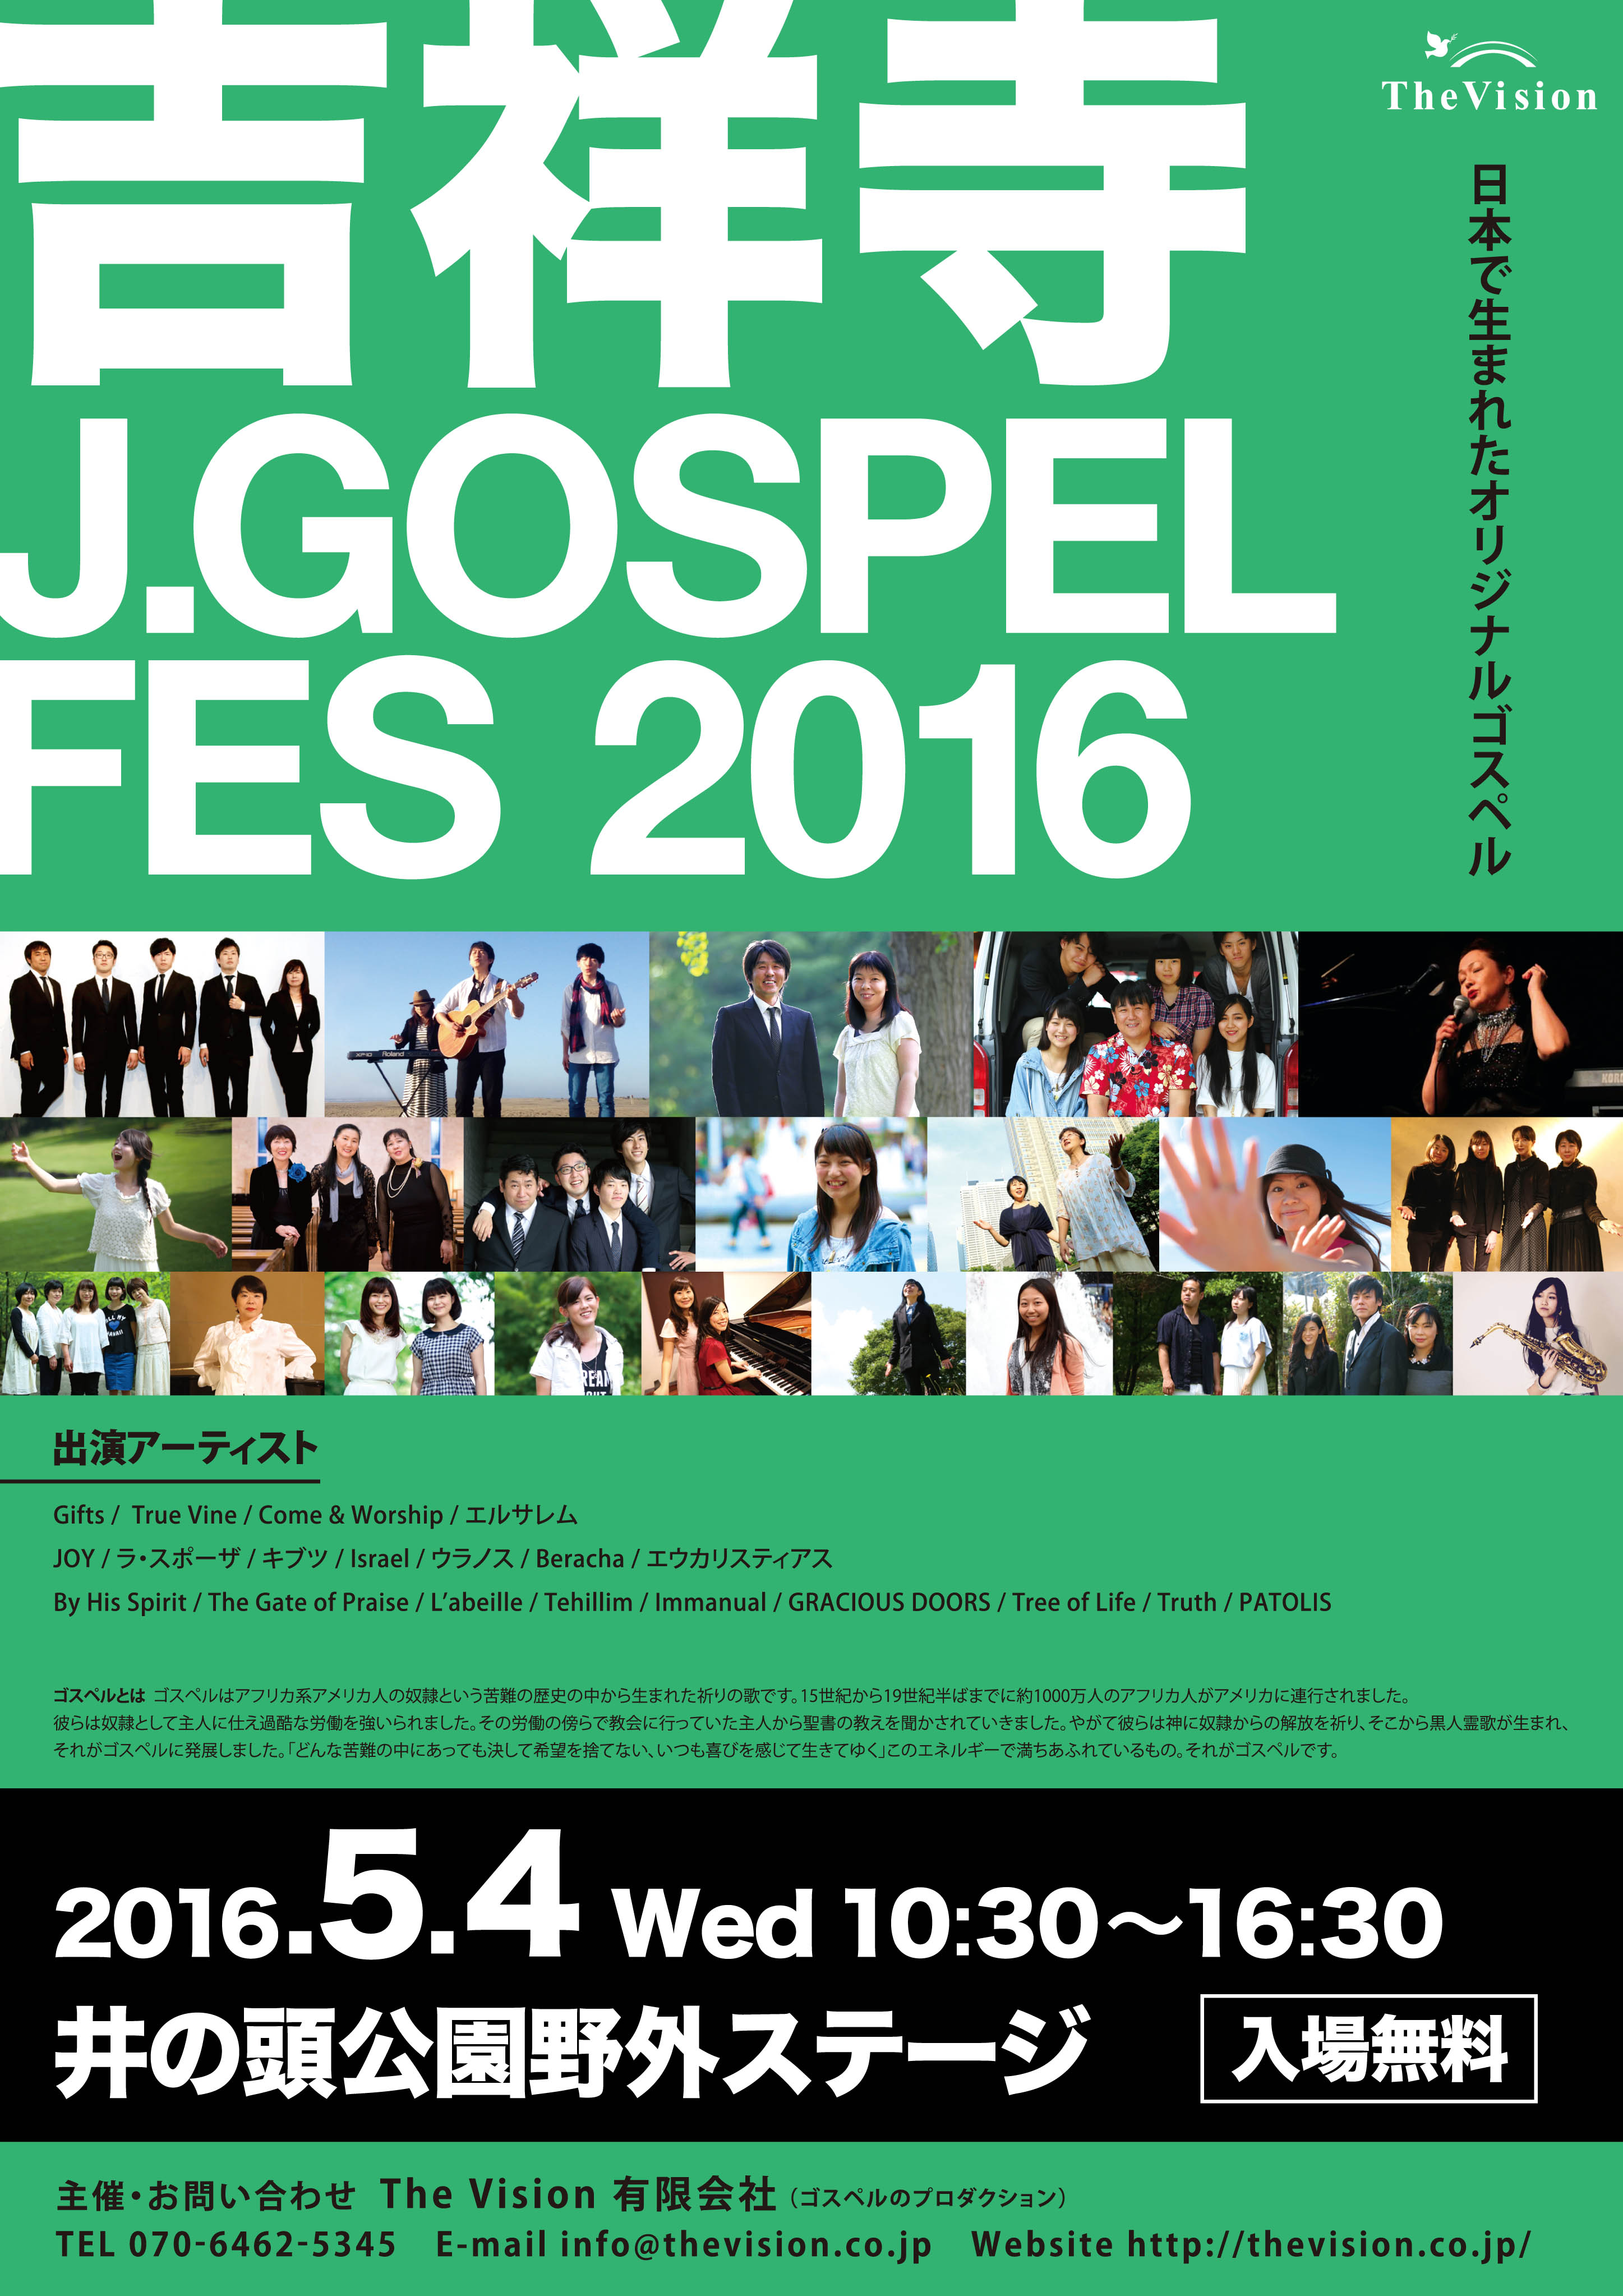 吉祥寺
J.GOSPEL
FES 2016
TheVision
日本で生まれたオリジナルゴスペル
出演アーティスト
Gifts / True Vine / Come & Worship / エルサレム
JOY / ラ・スポーザ / キブツ / Israel / ウラノス / Beracha / エウカリスティアス
By His Spirit / The Gate of Praise / L'abeille / Tehillim / Immanual / GRACIOUS DOORS / Tree of Life / Truth / PATOLIS
ゴスペルとは ゴスペルはアフリカ系アメリカ人の奴隷という苦難の歴史の中から生まれた祈りの歌です。15世紀から19世紀半ばまでに約1000万人のアフリカ人がアメリカに連行されました。
彼らは奴隷として主人に仕え過酷な労働を強いられました。その労働の傍らで教会に行っていた主人から聖書の教えを聞かされていきました。やがて彼らは神に奴隷からの解放を祈り、そこから黒人霊歌が生まれ、
それがゴスペルに発展しました。「どんな苦難の中にあっても決して希望を捨てない、いつも喜びを感じて生きてゆく」このエネルギーで満ちあふれているもの。それがゴスペルです。
2016.5.4 Wed 10:30〜16:30
井の頭公園野外ステージ
入場無料
主催・お問い合わせ The Vision 有限会社（ゴスペルのプロダクション）
TEL 070-6462-5345 E-mail info@thevision.co.jp Website http://thevision.co.jp/